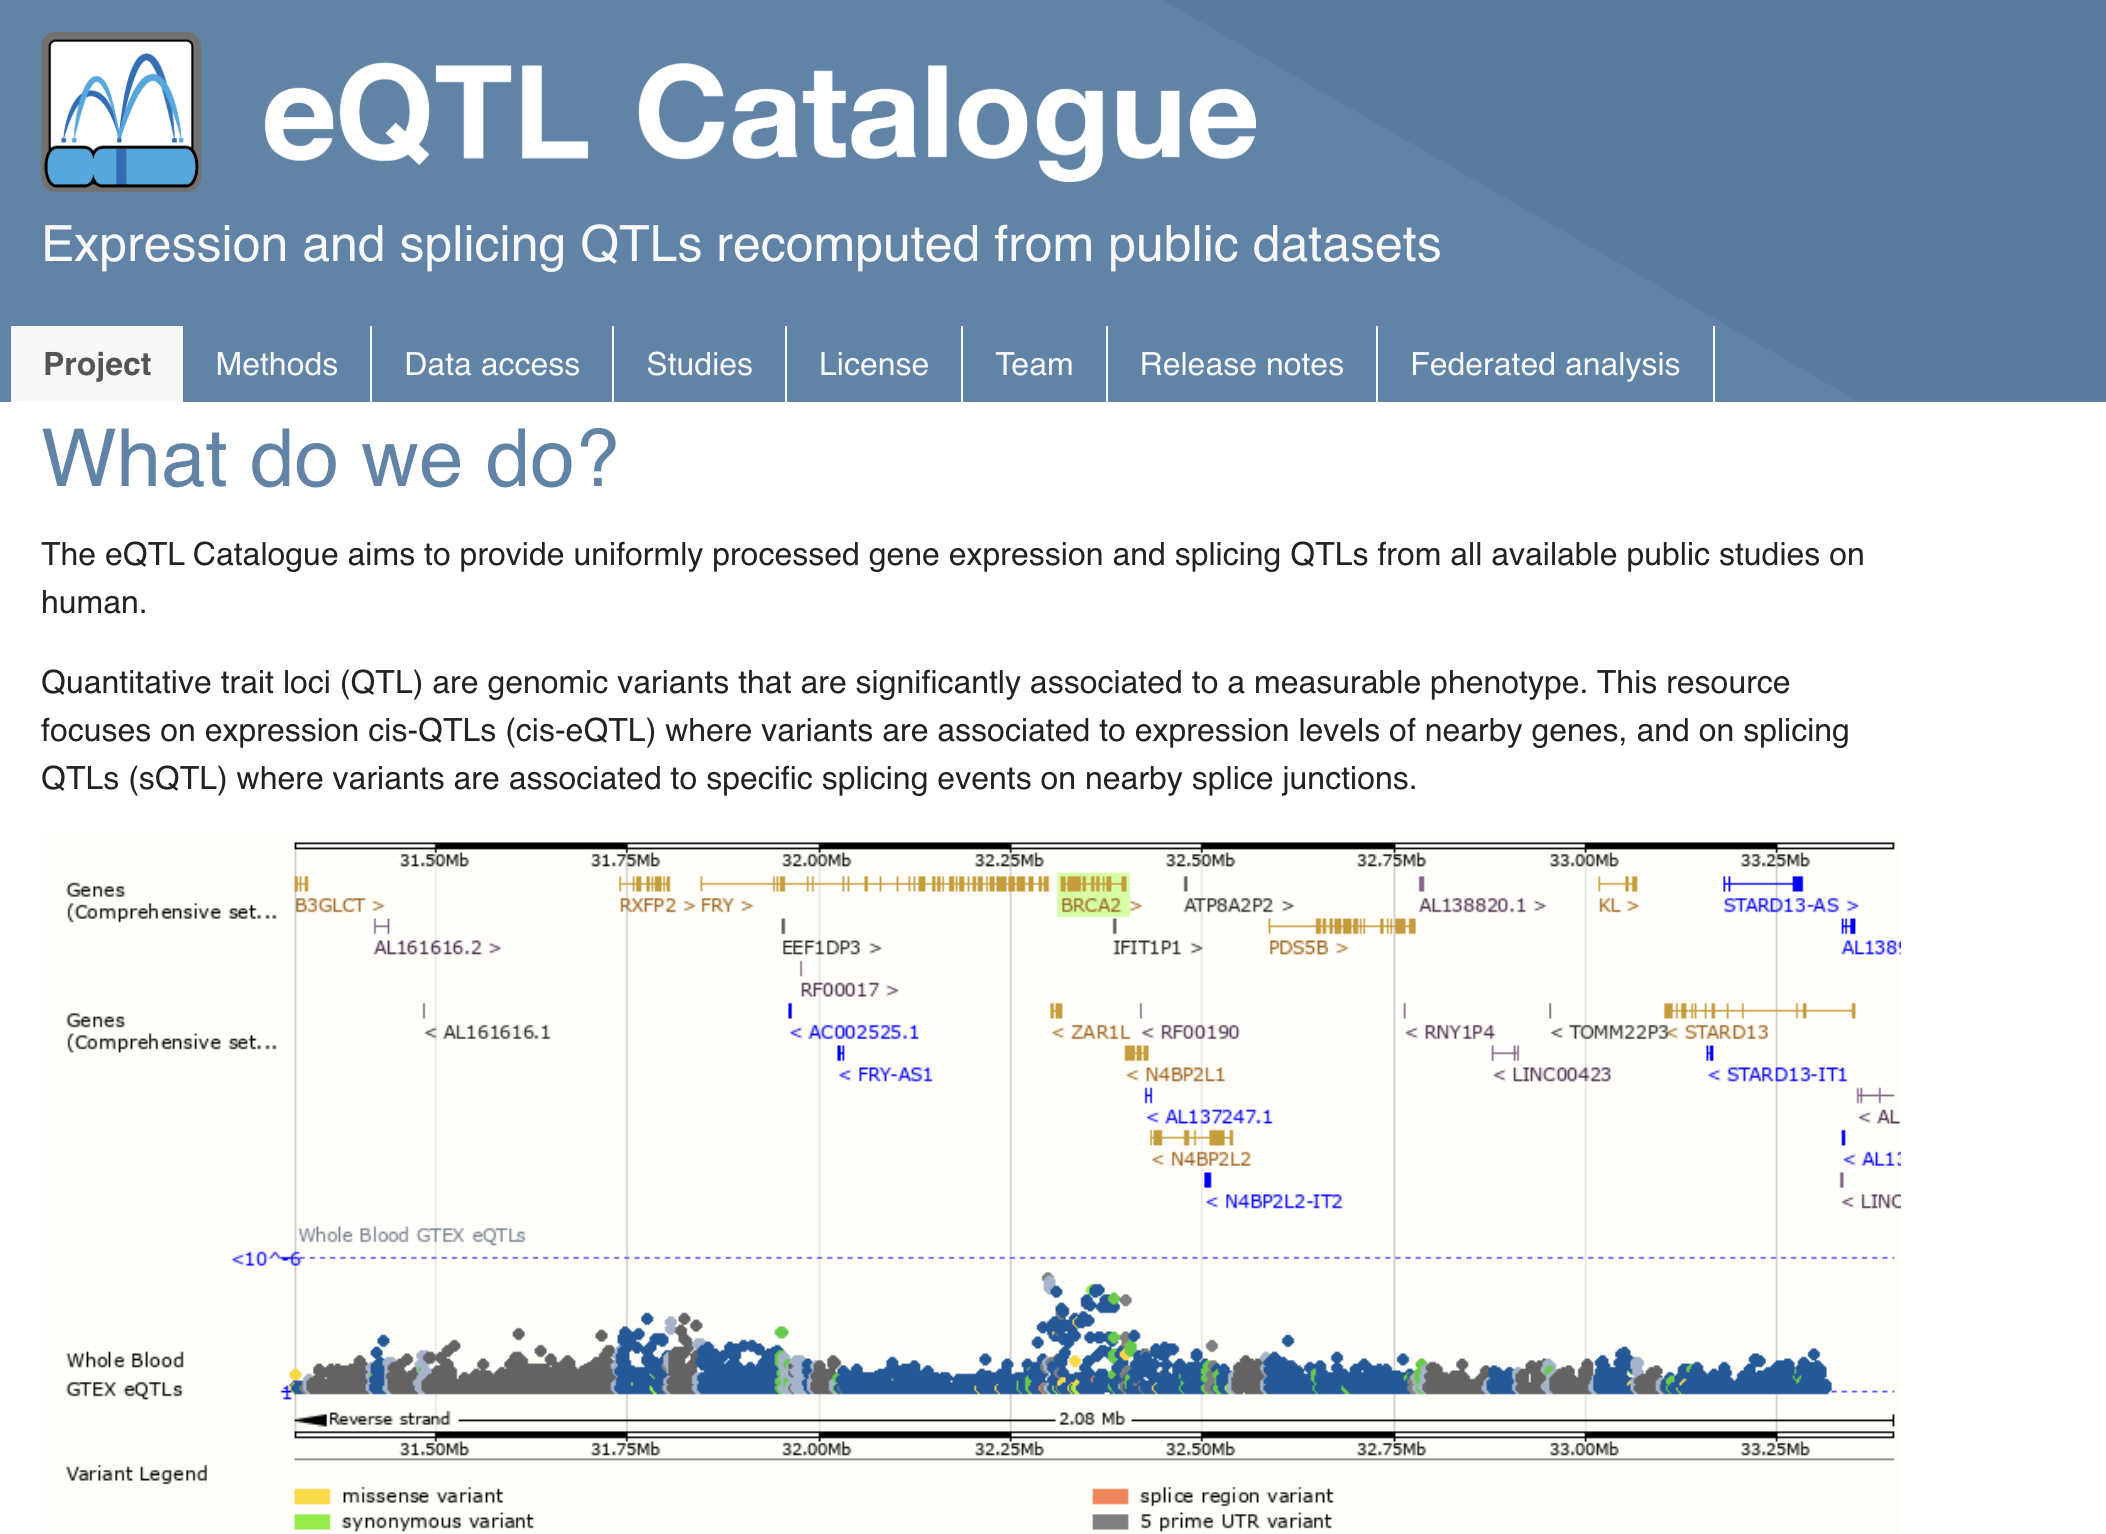 eQTL Catalogue
Expression and splicing QTLs recomputed from public datasets
Project Methods Data access Studies License Team Release notes Federated analysis
What do we do?
The eQTL Catalogue aims to provide uniformly processed gene expression and splicing QTLs from all available public studies on
human.
Quantitative trait loci (QTL) are genomic variants that are significantly associated to a measurable phenotype. This resource
focuses on expression cis-QTLs (cis-eQTL) where variants are associated to expression levels of nearby genes, and on splicing
QTLs (sQTL) where variants are associated to specific splicing events on nearby splice junctions.
31.50Mb 31.75Mb 32.00Mb 32.25Mb 32.50Mb 32.75Mb 33.00Mb 33.25Mb
Genes
(Comprehensive set...
B3GLCT > RXFP2 > FRY > BRCA2 > ATP8A2P2 > AL138820.1 > KL > STARD13-AS >
AL161616.2 > EEF1DP3 > IFIT1P1 > PDS5B > AL138
RF00017 >
Genes
(Comprehensive set...
< AL161616.1 < AC002525.1 < ZAR1L < RF00190 < RNY1P4 < TOMM22P3 < STARD13
< FRY-AS1 < N4BP2L1 < LINC00423 < STARD13-IT1
< AL137247.1 < AL
< N4BP2L2 < AL13
< N4BP2L2-IT2 < LINC
Whole Blood GTEX eQTLs
<10^-6
Whole Blood
GTEX eQTLs
1
Reverse strand 2.08 Mb
31.50Mb 31.75Mb 32.00Mb 32.25Mb 32.50Mb 32.75Mb 33.00Mb 33.25Mb
Variant Legend
missense variant splice region variant
synonymous variant 5 prime UTR variant